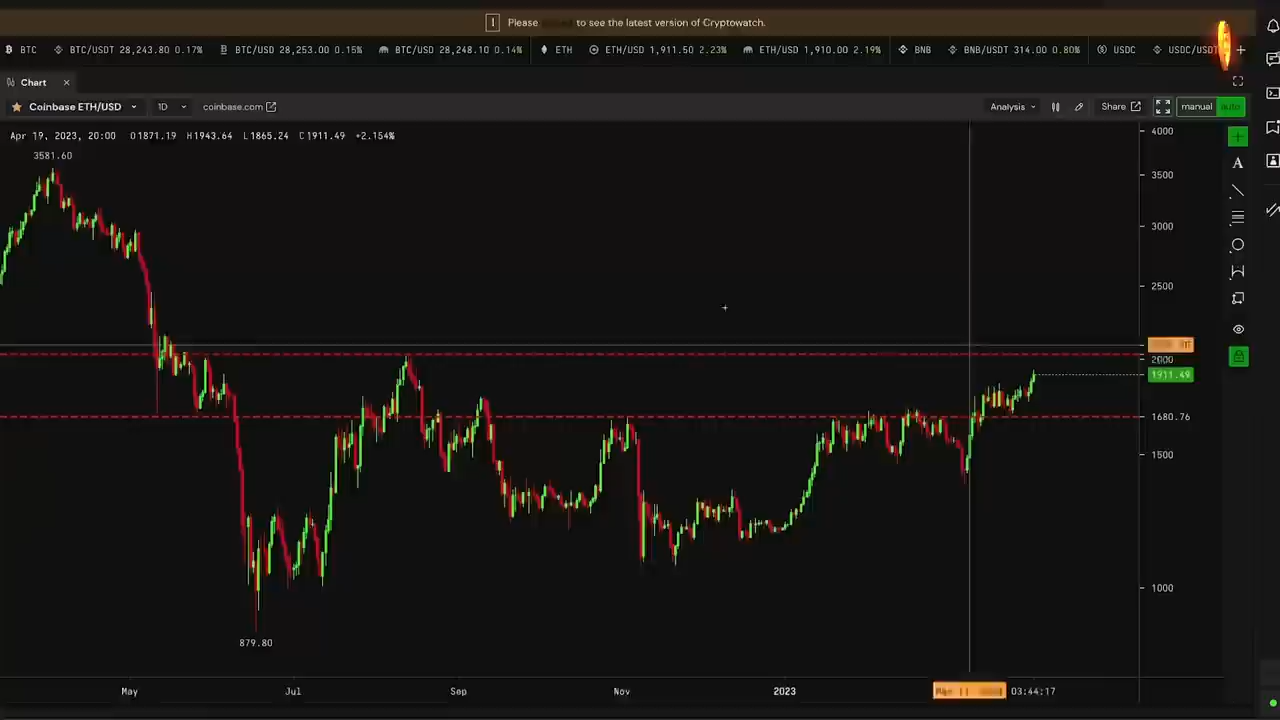 ! Please to see the latest version of Cryptowatch.
BTC BTC/USDT 28,243.80 0.17% BTC/USD 28,253.00 0.15% BTC/USD 28,248.10 0.14% ETH ETH/USD 1,911.50 2.23% ETH/USD 1,910.00 2.19% BNB BNB/USDT 314.00 0.80% USDC USDC/USDT
Chart
Coinbase ETH/USD 1D coinbase.com Analysis Share manual auto
Apr 19, 2023, 20:00 O1871.19 H1943.64 L1865.24 C1911.49 +2.154%
4000
3581.60
3500
3000
2500
2000
1911.49
1680.76
1500
1000
879.80
May Jul Sep Nov 2023 03:44:17